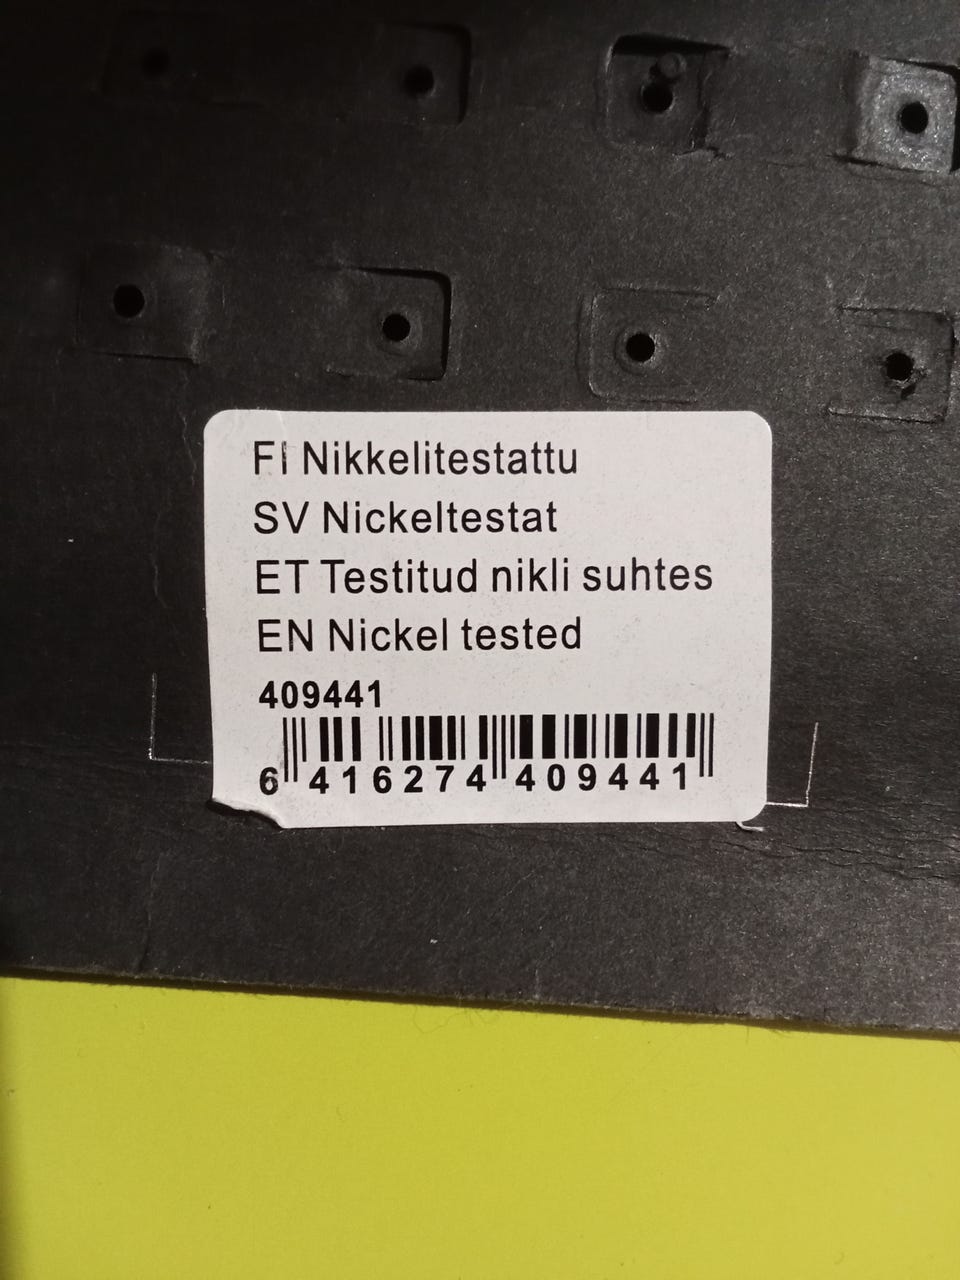 FI Nikkelitestattu
SV Nickeltestat
ET Testitud nikli suhtes
EN Nickel tested
409441
6 416274 409441